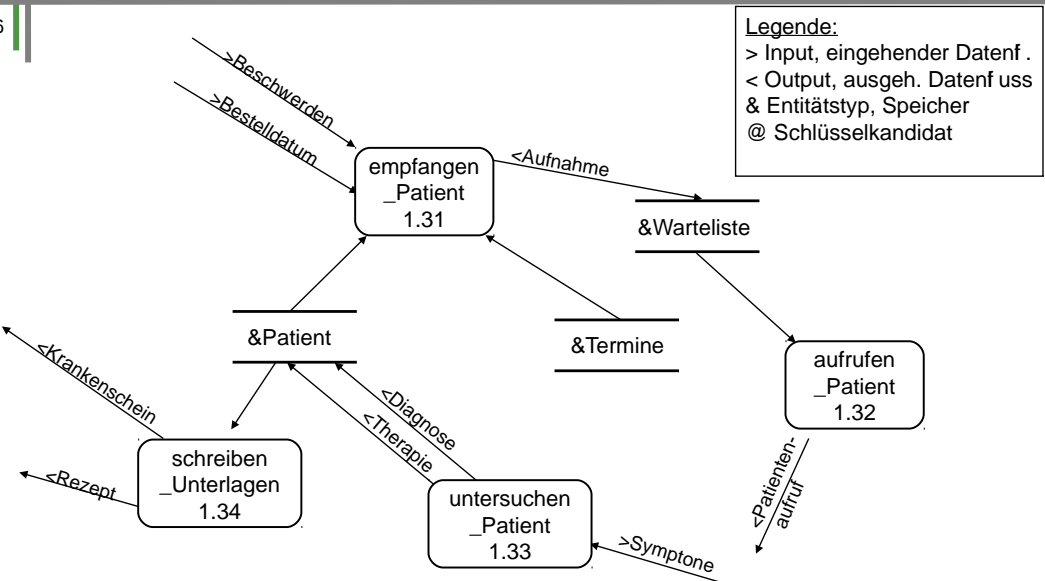 6
Legende:
> Input, eingehender Datenf .
< Output, ausgeh. Datenf uss
& Entitätstyp, Speicher
@ Schlüsselkandidat
>Beschwerden
>Bestelldatum
empfangen
_Patient
1.31
<Aufnahme
&Warteliste
&Patient
&Termine
aufrufen
_Patient
1.32
<Krankenschein
<Rezept
schreiben
_Unterlagen
1.34
<Diagnose
<Therapie
untersuchen
_Patient
1.33
<Patienten-
aufruf
>Symptone